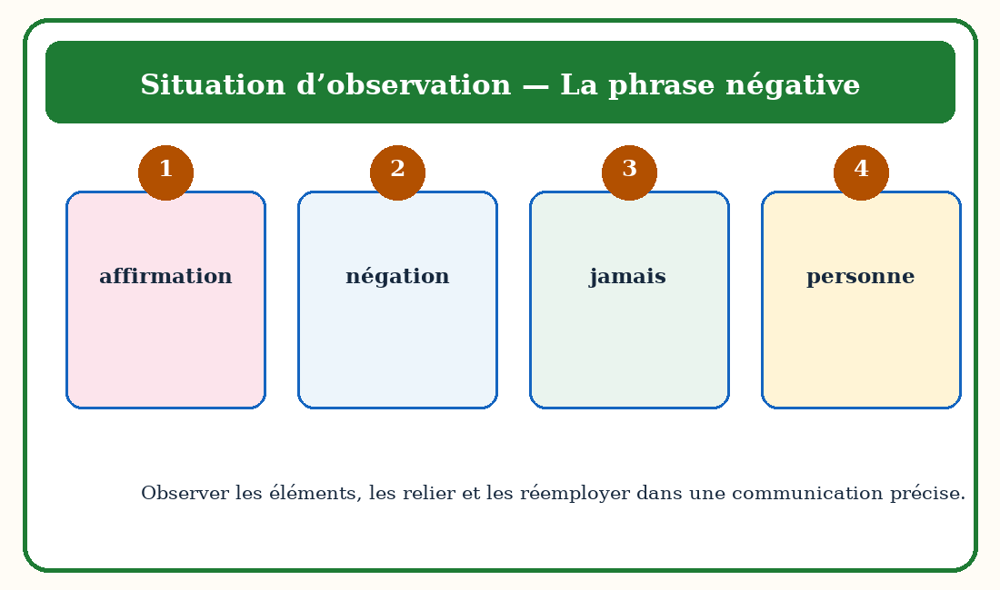 Situation d’observation — La phrase négative
1
2
3
4
affirmation
négation
jamais
personne
Observer les éléments, les relier et les réemployer dans une communication précise.